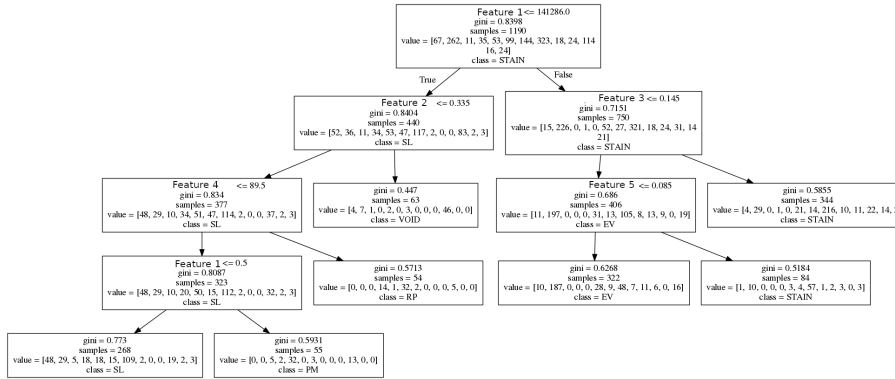 Feature 1 <= 141286.0
gini = 0.8398
samples = 1190
value = [67, 262, 11, 35, 53, 99, 144, 323, 18, 24, 114
16, 24]
class = STAIN
True
False
Feature 2 <= 0.335
gini = 0.8404
samples = 440
value = [52, 36, 11, 34, 53, 47, 117, 2, 0, 0, 83, 2, 3]
class = SL
Feature 3 <= 0.145
gini = 0.7151
samples = 750
value = [15, 226, 0, 1, 0, 52, 27, 321, 18, 24, 31, 14
21]
class = STAIN
Feature 4 <= 89.5
gini = 0.834
samples = 377
value = [48, 29, 10, 34, 51, 47, 114, 2, 0, 0, 37, 2, 3]
class = SL
gini = 0.447
samples = 63
value = [4, 7, 1, 0, 2, 0, 3, 0, 0, 0, 46, 0, 0]
class = VOID
Feature 5 <= 0.085
gini = 0.686
samples = 406
value = [11, 197, 0, 0, 0, 31, 13, 105, 8, 13, 9, 0, 19]
class = EV
gini = 0.5855
samples = 344
value = [4, 29, 0, 1, 0, 21, 14, 216, 10, 11, 22, 14,
class = STAIN
Feature 1 <= 0.5
gini = 0.8087
samples = 323
value = [48, 29, 10, 20, 50, 15, 112, 2, 0, 0, 32, 2, 3]
class = SL
gini = 0.5713
samples = 54
value = [0, 0, 0, 14, 1, 32, 2, 0, 0, 0, 5, 0, 0]
class = RP
gini = 0.6268
samples = 322
value = [10, 187, 0, 0, 0, 28, 9, 48, 7, 11, 6, 0, 16]
class = EV
gini = 0.5184
samples = 84
value = [1, 10, 0, 0, 0, 3, 4, 57, 1, 2, 3, 0, 3]
class = STAIN
gini = 0.773
samples = 268
value = [48, 29, 5, 18, 18, 15, 109, 2, 0, 0, 19, 2, 3]
class = SL
gini = 0.5931
samples = 55
value = [0, 0, 5, 2, 32, 0, 3, 0, 0, 0, 13, 0, 0]
class = PM